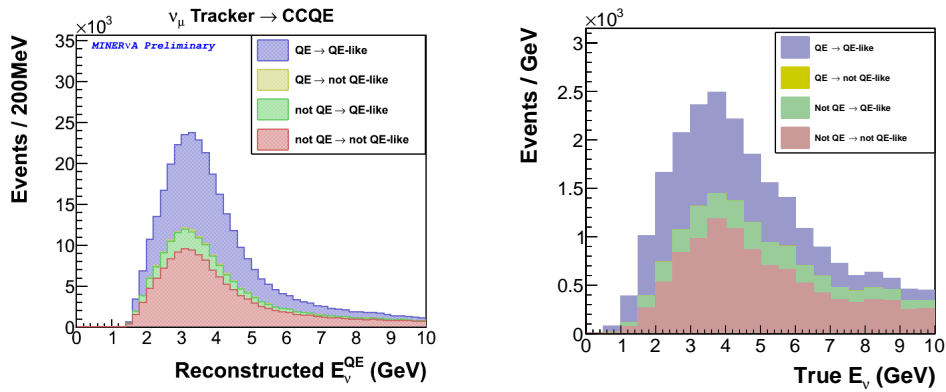 ν_μ Tracker → CCQE
×10³
MINERνA Preliminary
QE → QE-like
QE → not QE-like
not QE → QE-like
not QE → not QE-like
Events / 200MeV
35
30
25
20
15
10
5
0
0 1 2 3 4 5 6 7 8 9 10
Reconstructed E_ν^QE (GeV)
×10³
QE → QE-like
QE → not QE-like
Not QE → QE-like
Not QE → not QE-like
Events / GeV
3
2.5
2
1.5
1
0.5
0
0 1 2 3 4 5 6 7 8 9 10
True E_ν (GeV)